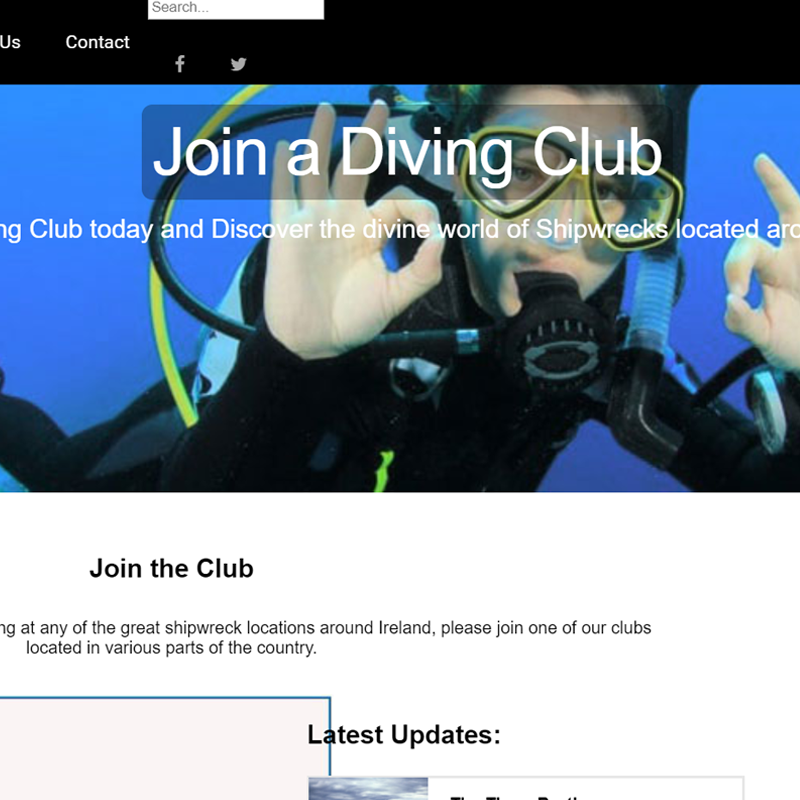 Search...
Us Contact
Join a Diving Club
ng Club today and Discover the divine world of Shipwrecks located aro
Join the Club
ng at any of the great shipwreck locations around Ireland, please join one of our clubs
located in various parts of the country.
Latest Updates: